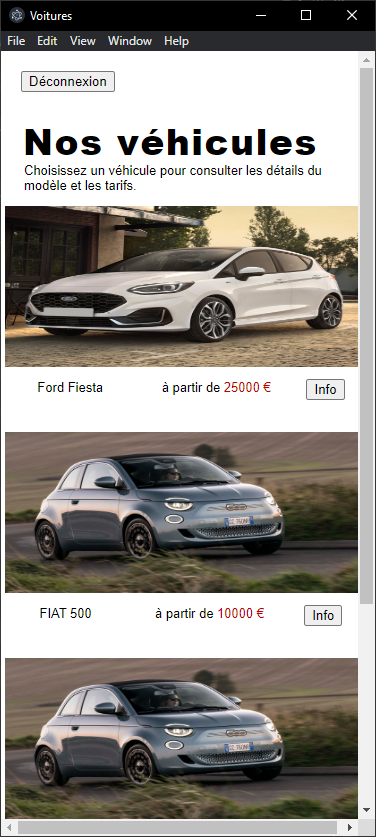 Voitures
File Edit View Window Help
Déconnexion
Nos véhicules
Choisissez un véhicule pour consulter les détails du
modèle et les tarifs.
Ford
Ford Fiesta à partir de 25000 € Info
FIAT 500 à partir de 10000 € Info